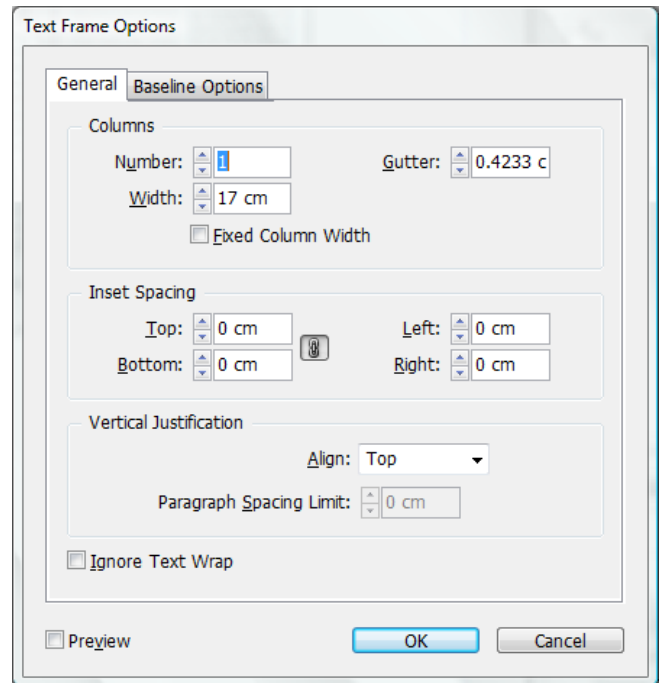 Text Frame Options
General Baseline Options
Columns
Number: 1 Gutter: 0.4233 c
Width: 17 cm
Fixed Column Width
Inset Spacing
Top: 0 cm Left: 0 cm
Bottom: 0 cm Right: 0 cm
Vertical Justification
Align: Top
Paragraph Spacing Limit: 0 cm
Ignore Text Wrap
Preview OK Cancel